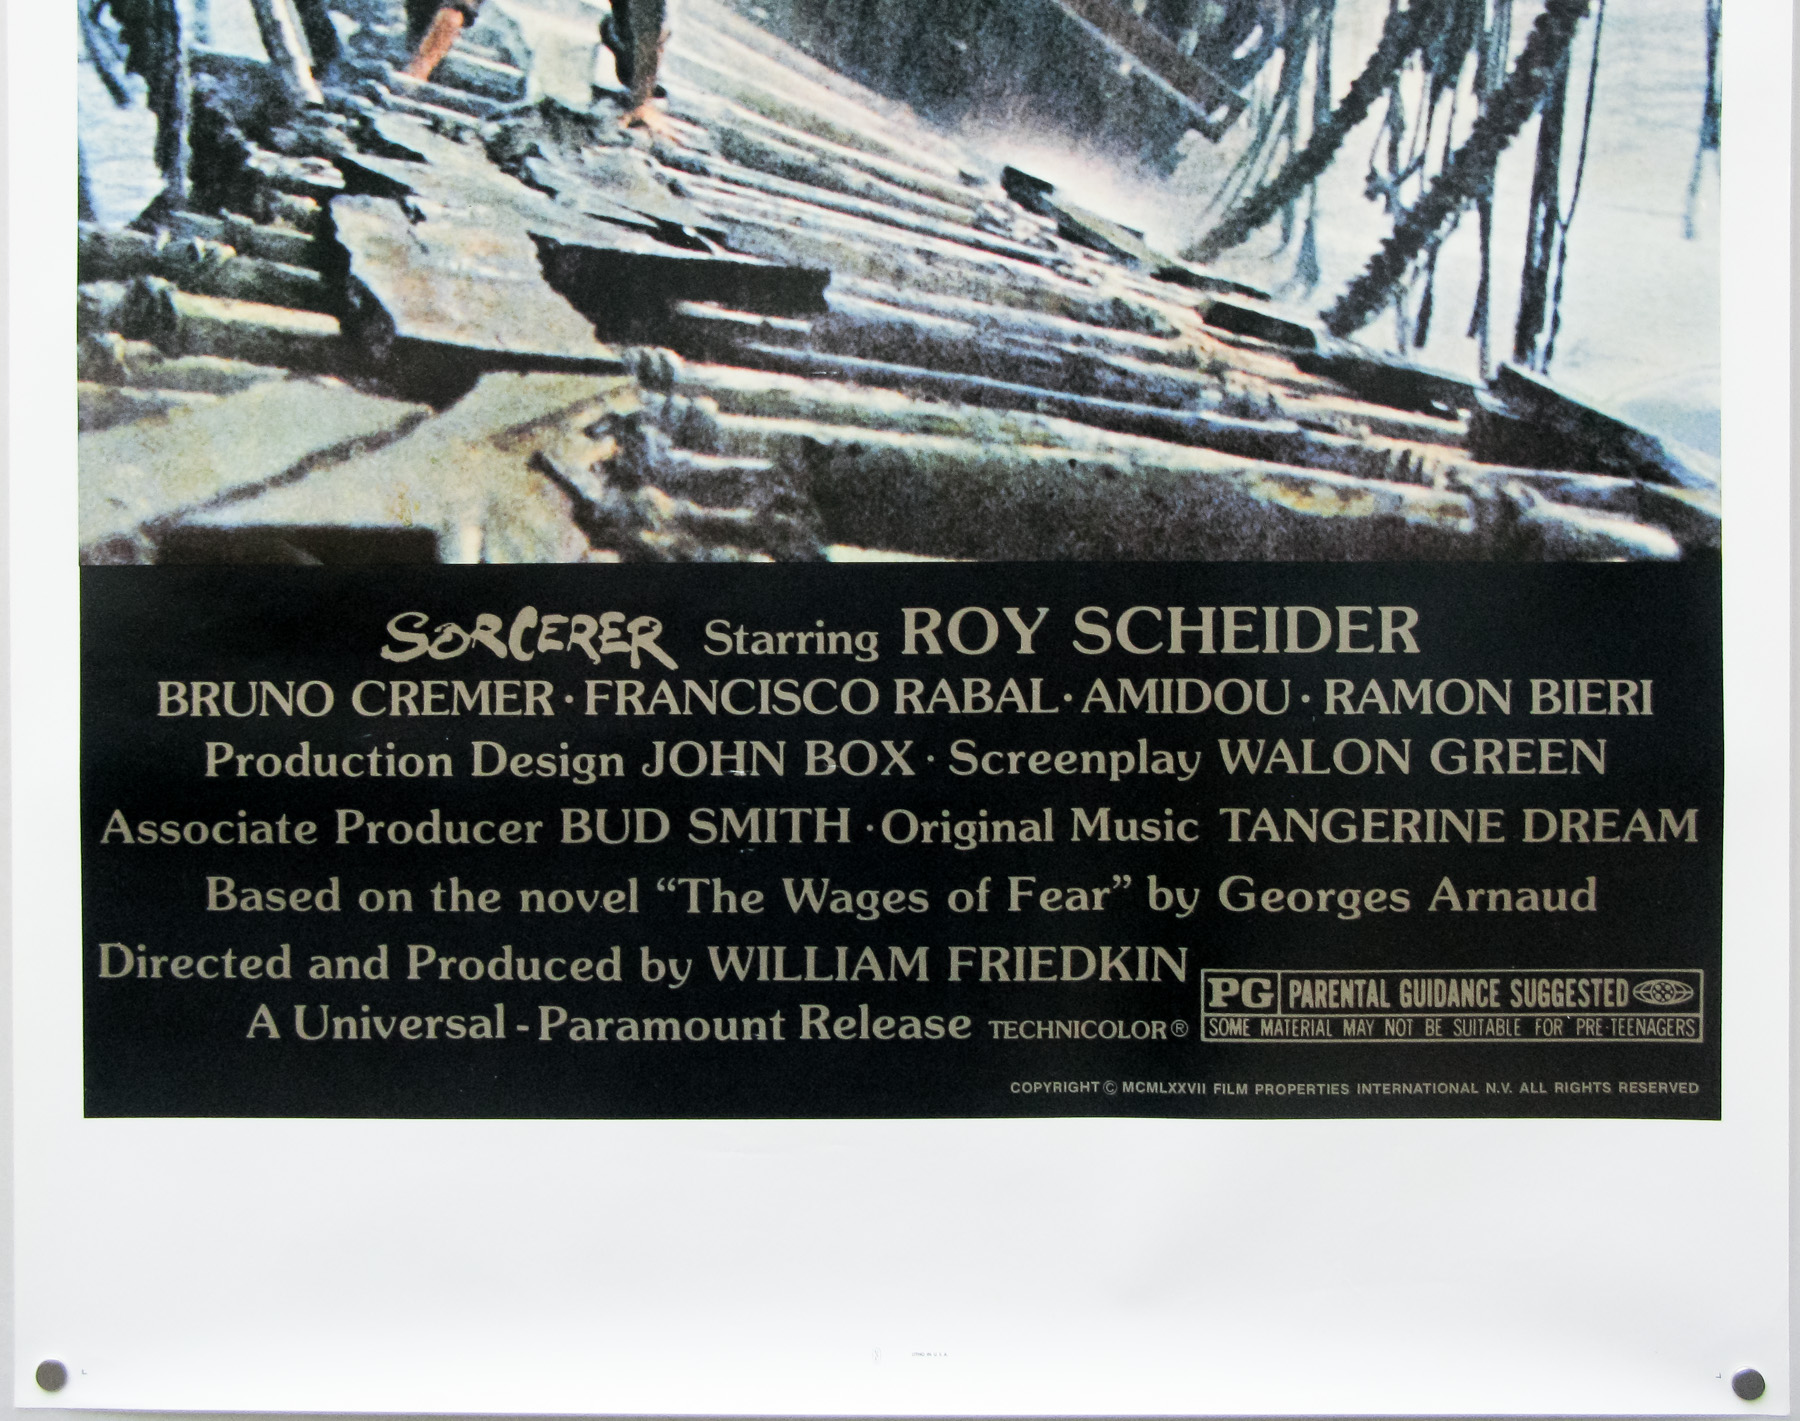 SORCERER Starring ROY SCHEIDER
BRUNO CREMER · FRANCISCO RABAL · AMIDOU · RAMON BIERI
Production Design JOHN BOX · Screenplay WALON GREEN
Associate Producer BUD SMITH · Original Music TANGERINE DREAM
Based on the novel “The Wages of Fear” by Georges Arnaud
Directed and Produced by WILLIAM FRIEDKIN
A Universal - Paramount Release TECHNICOLOR®
PG PARENTAL GUIDANCE SUGGESTED
SOME MATERIAL MAY NOT BE SUITABLE FOR PRE-TEENAGERS
COPYRIGHT © MCMLXXVII FILM PROPERTIES INTERNATIONAL N.V. ALL RIGHTS RESERVED